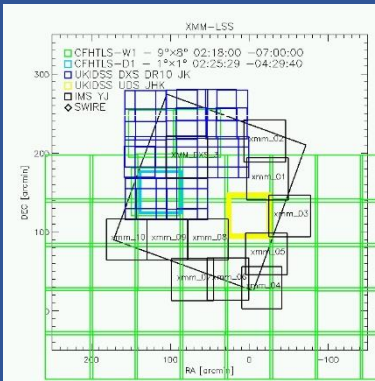 XMM-LSS
CFHTLS-W1 - 9°x8° 02:18:00 -07:00:00
CFHTLS-D1 - 1°x1° 02:25:29 -04:29:40
UKIDSS DXS DR10 JK
UKIDSS UDS JHK
IMS YJ
SWIRE
300
200
100
0
DEC [arcmin]
xmm_02
xmm_01
xmm_03
xmm_10
xmm_09
xmm_08
xmm_05
xmm_04
200
100
0
-100
RA [arcmin]